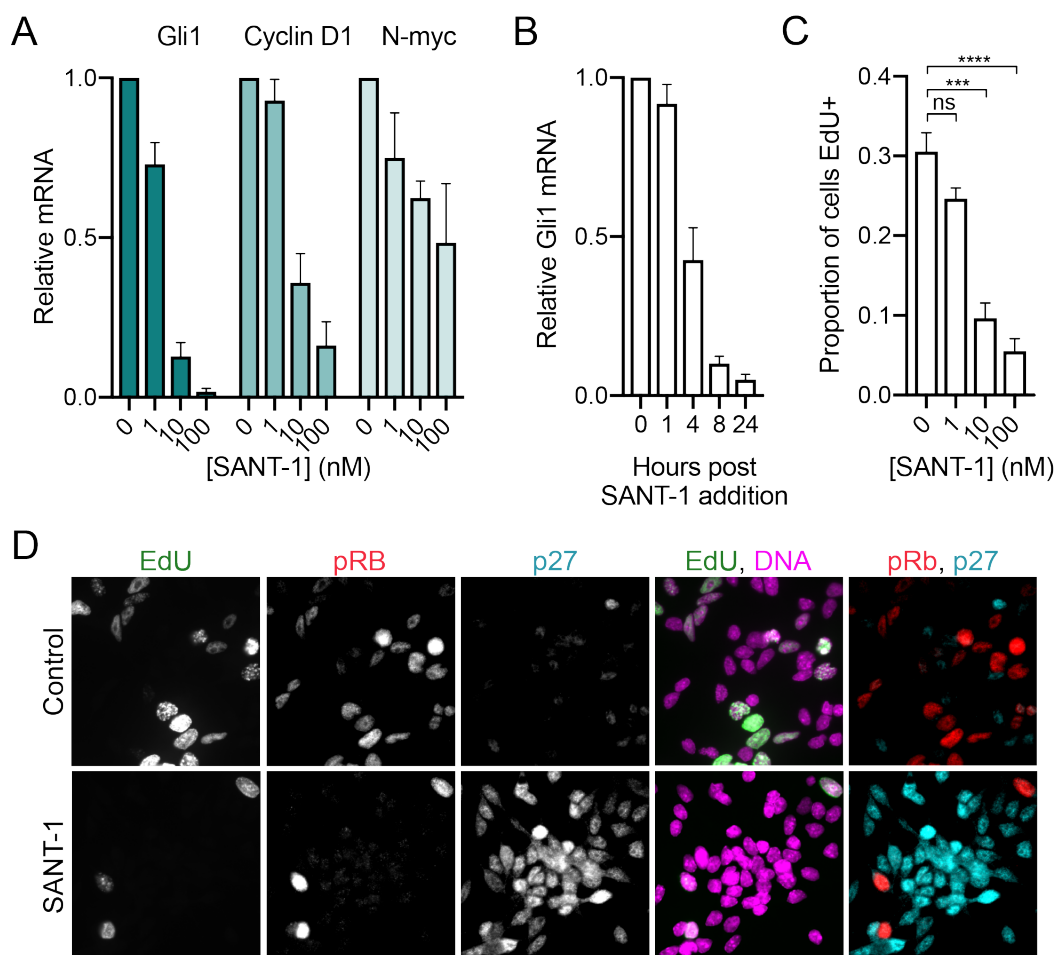 A
Gli1 Cyclin D1 N-myc
Relative mRNA
1.0
0.5
0.0
0 1 10 100 0 1 10 100 0 1 10 100
[SANT-1] (nM)
B
Relative Gli1 mRNA
1.0
0.5
0.0
0 1 4 8 24
Hours post
SANT-1 addition
C
Proportion of cells EdU+
0.4
0.3
0.2
0.1
0.0
****
***
ns
0 1 10 100
[SANT-1] (nM)
D
EdU pRB p27 EdU, DNA pRb, p27
Control
SANT-1